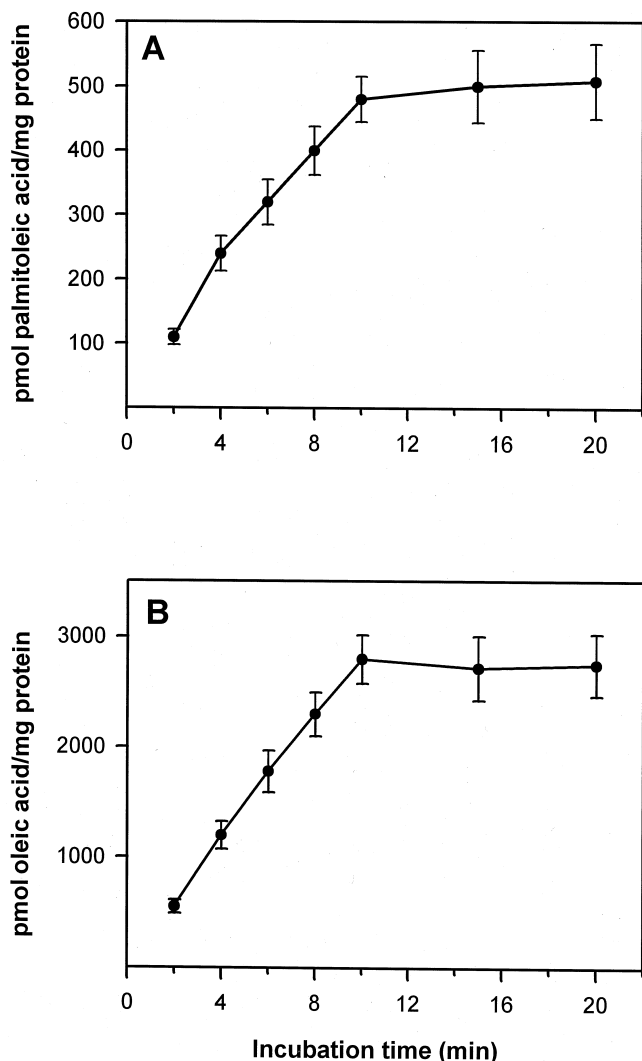 A
pmol palmitoleic acid/mg protein
600
500
400
300
200
100
0 4 8 12 16 20
B
pmol oleic acid/mg protein
3000
2000
1000
0 4 8 12 16 20
Incubation time (min)